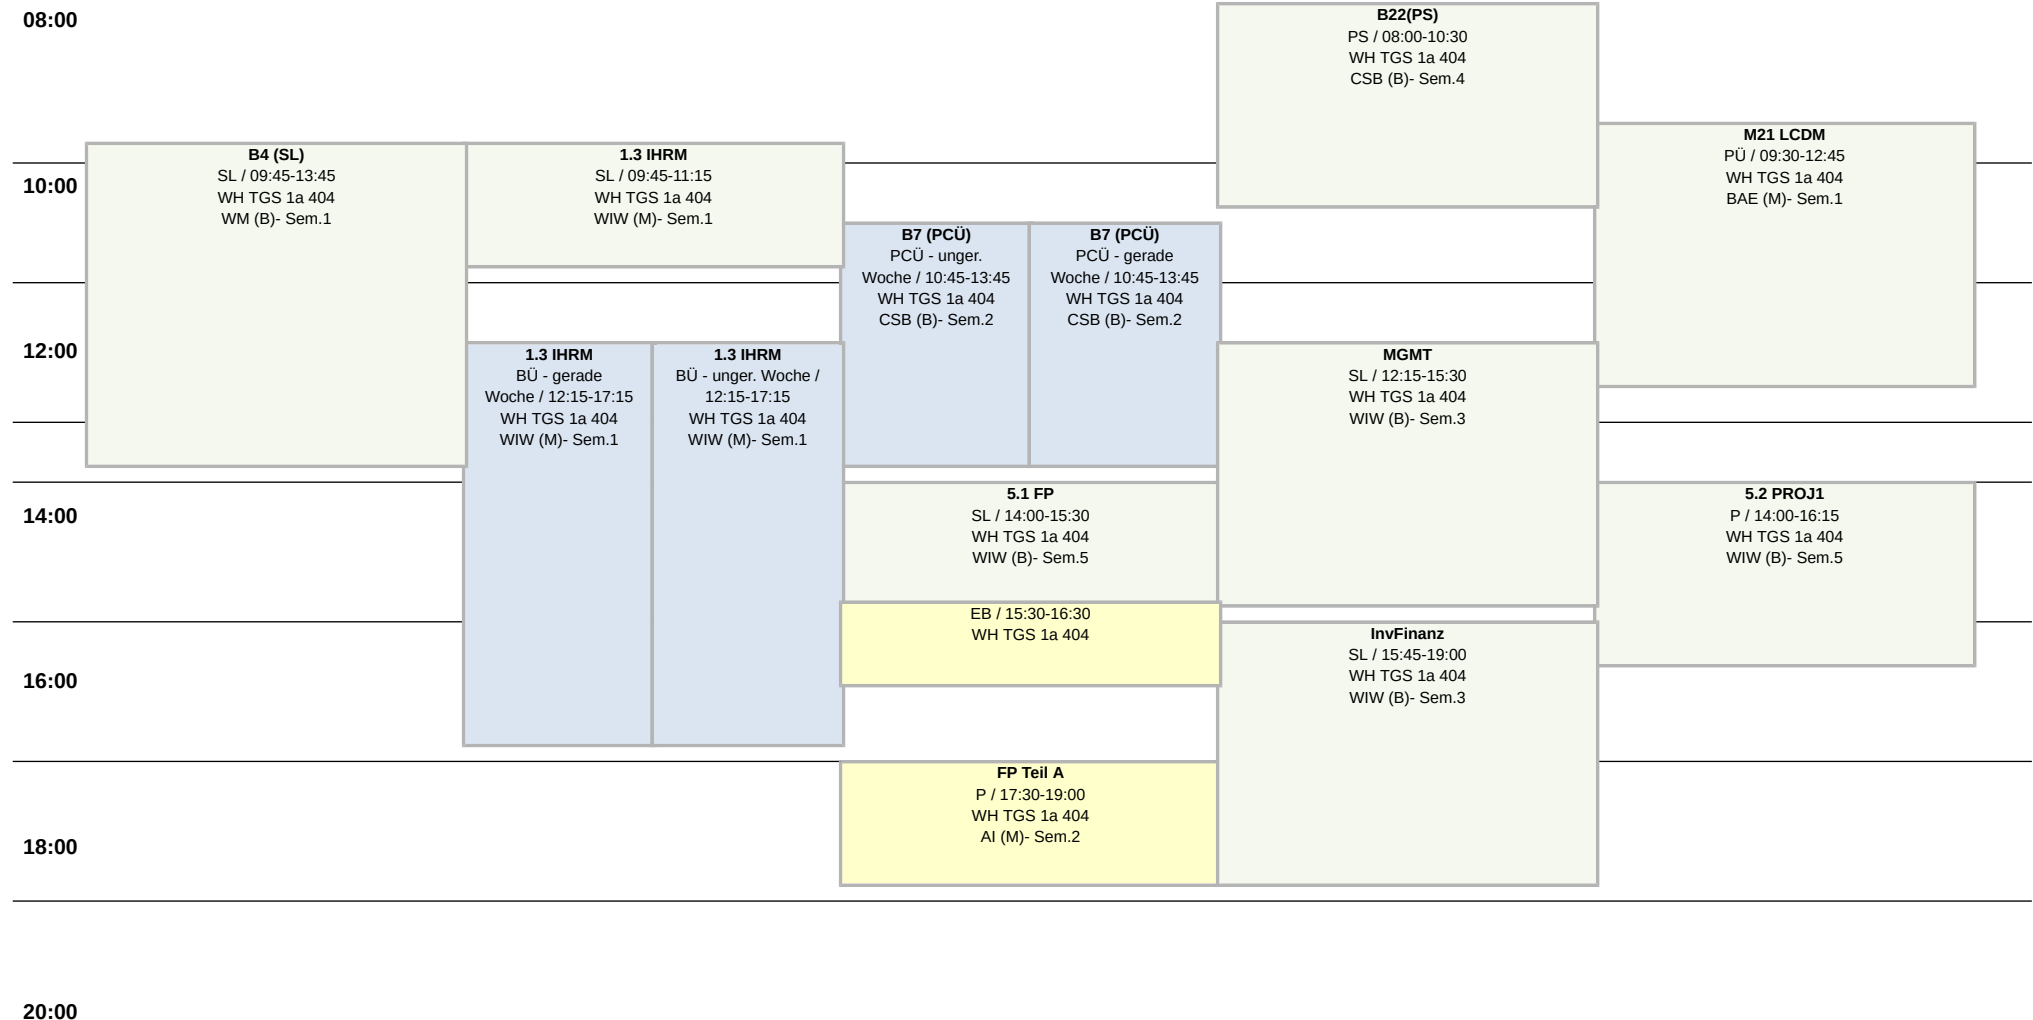 08:00
10:00
12:00
14:00
16:00
18:00
20:00
B4 (SL)
SL / 09:45-13:45
WH TGS 1a 404
WM (B)- Sem.1
1.3 IHRM
SL / 09:45-11:15
WH TGS 1a 404
WIW (M)- Sem.1
1.3 IHRM
BÜ - gerade
Woche / 12:15-17:15
WH TGS 1a 404
WIW (M)- Sem.1
1.3 IHRM
BÜ - unger. Woche /
12:15-17:15
WH TGS 1a 404
WIW (M)- Sem.1
B7 (PCÜ)
PCÜ - unger.
Woche / 10:45-13:45
WH TGS 1a 404
CSB (B)- Sem.2
B7 (PCÜ)
PCÜ - gerade
Woche / 10:45-13:45
WH TGS 1a 404
CSB (B)- Sem.2
5.1 FP
SL / 14:00-15:30
WH TGS 1a 404
WIW (B)- Sem.5
EB / 15:30-16:30
WH TGS 1a 404
FP Teil A
P / 17:30-19:00
WH TGS 1a 404
AI (M)- Sem.2
B22(PS)
PS / 08:00-10:30
WH TGS 1a 404
CSB (B)- Sem.4
MGMT
SL / 12:15-15:30
WH TGS 1a 404
WIW (B)- Sem.3
InvFinanz
SL / 15:45-19:00
WH TGS 1a 404
WIW (B)- Sem.3
M21 LCDM
PÜ / 09:30-12:45
WH TGS 1a 404
BAE (M)- Sem.1
5.2 PROJ1
P / 14:00-16:15
WH TGS 1a 404
WIW (B)- Sem.5